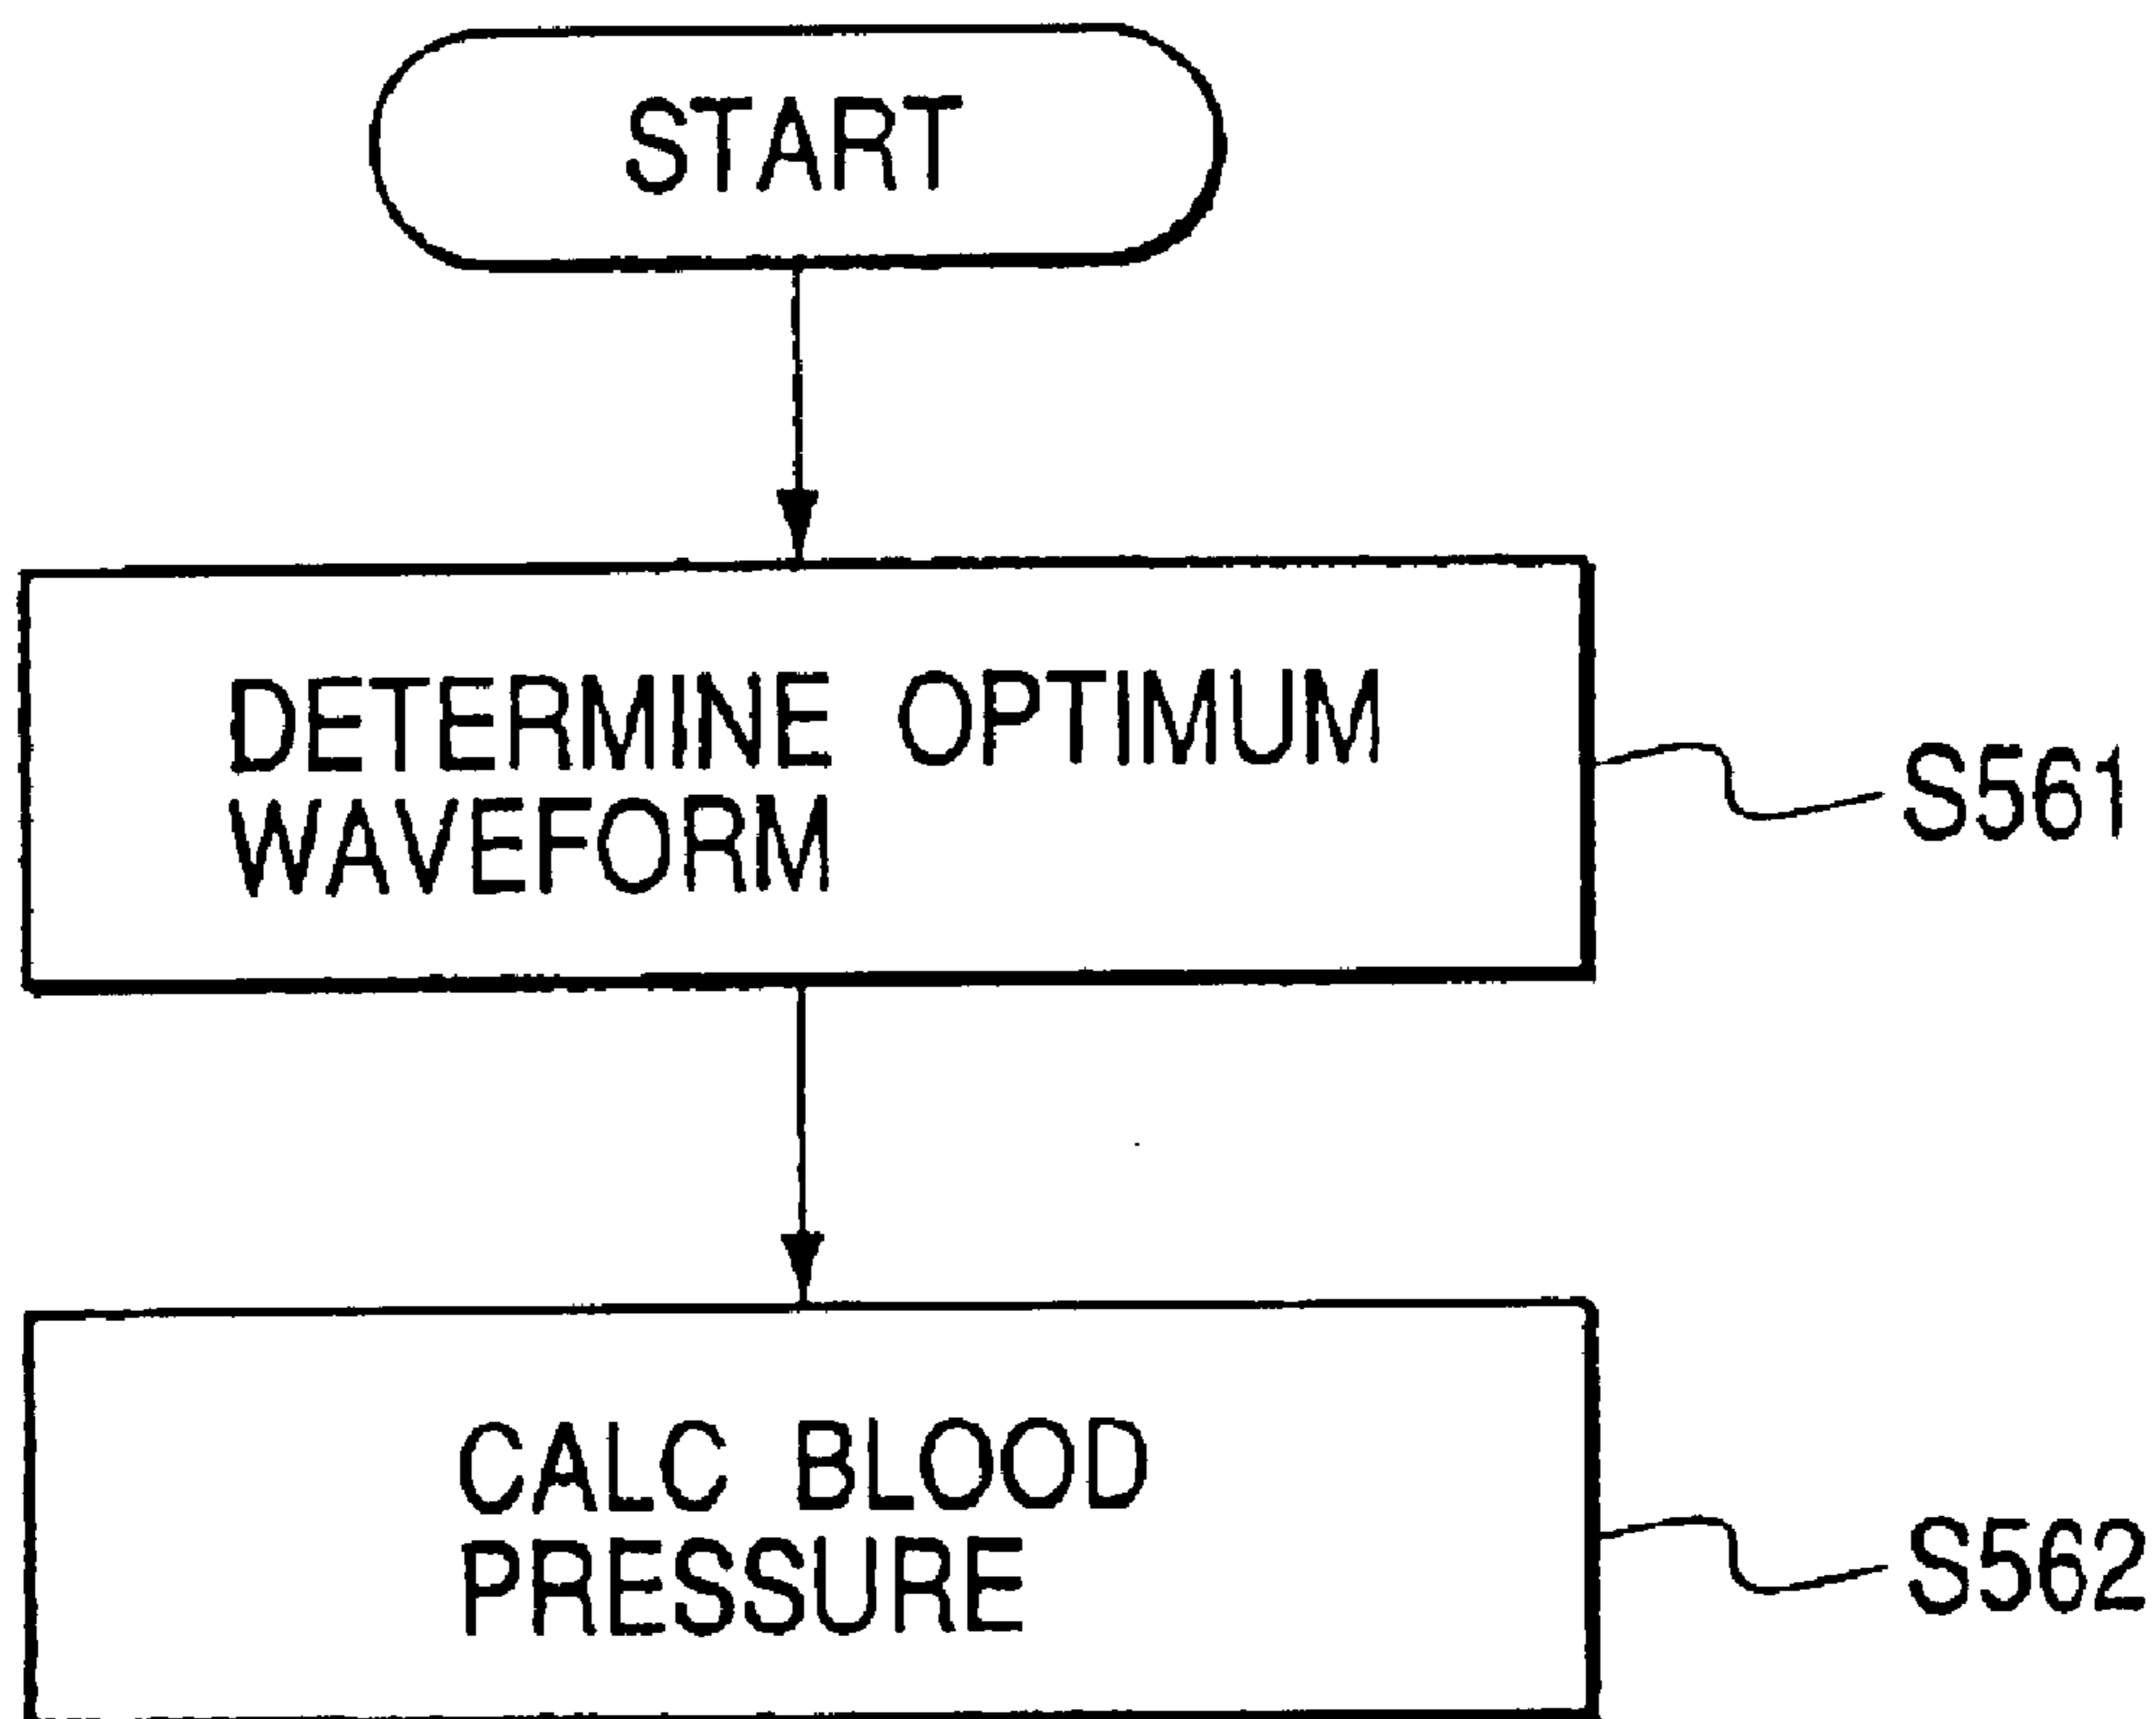 START
DETERMINE OPTIMUM
WAVEFORM
S561
CALC BLOOD
PRESSURE
S562